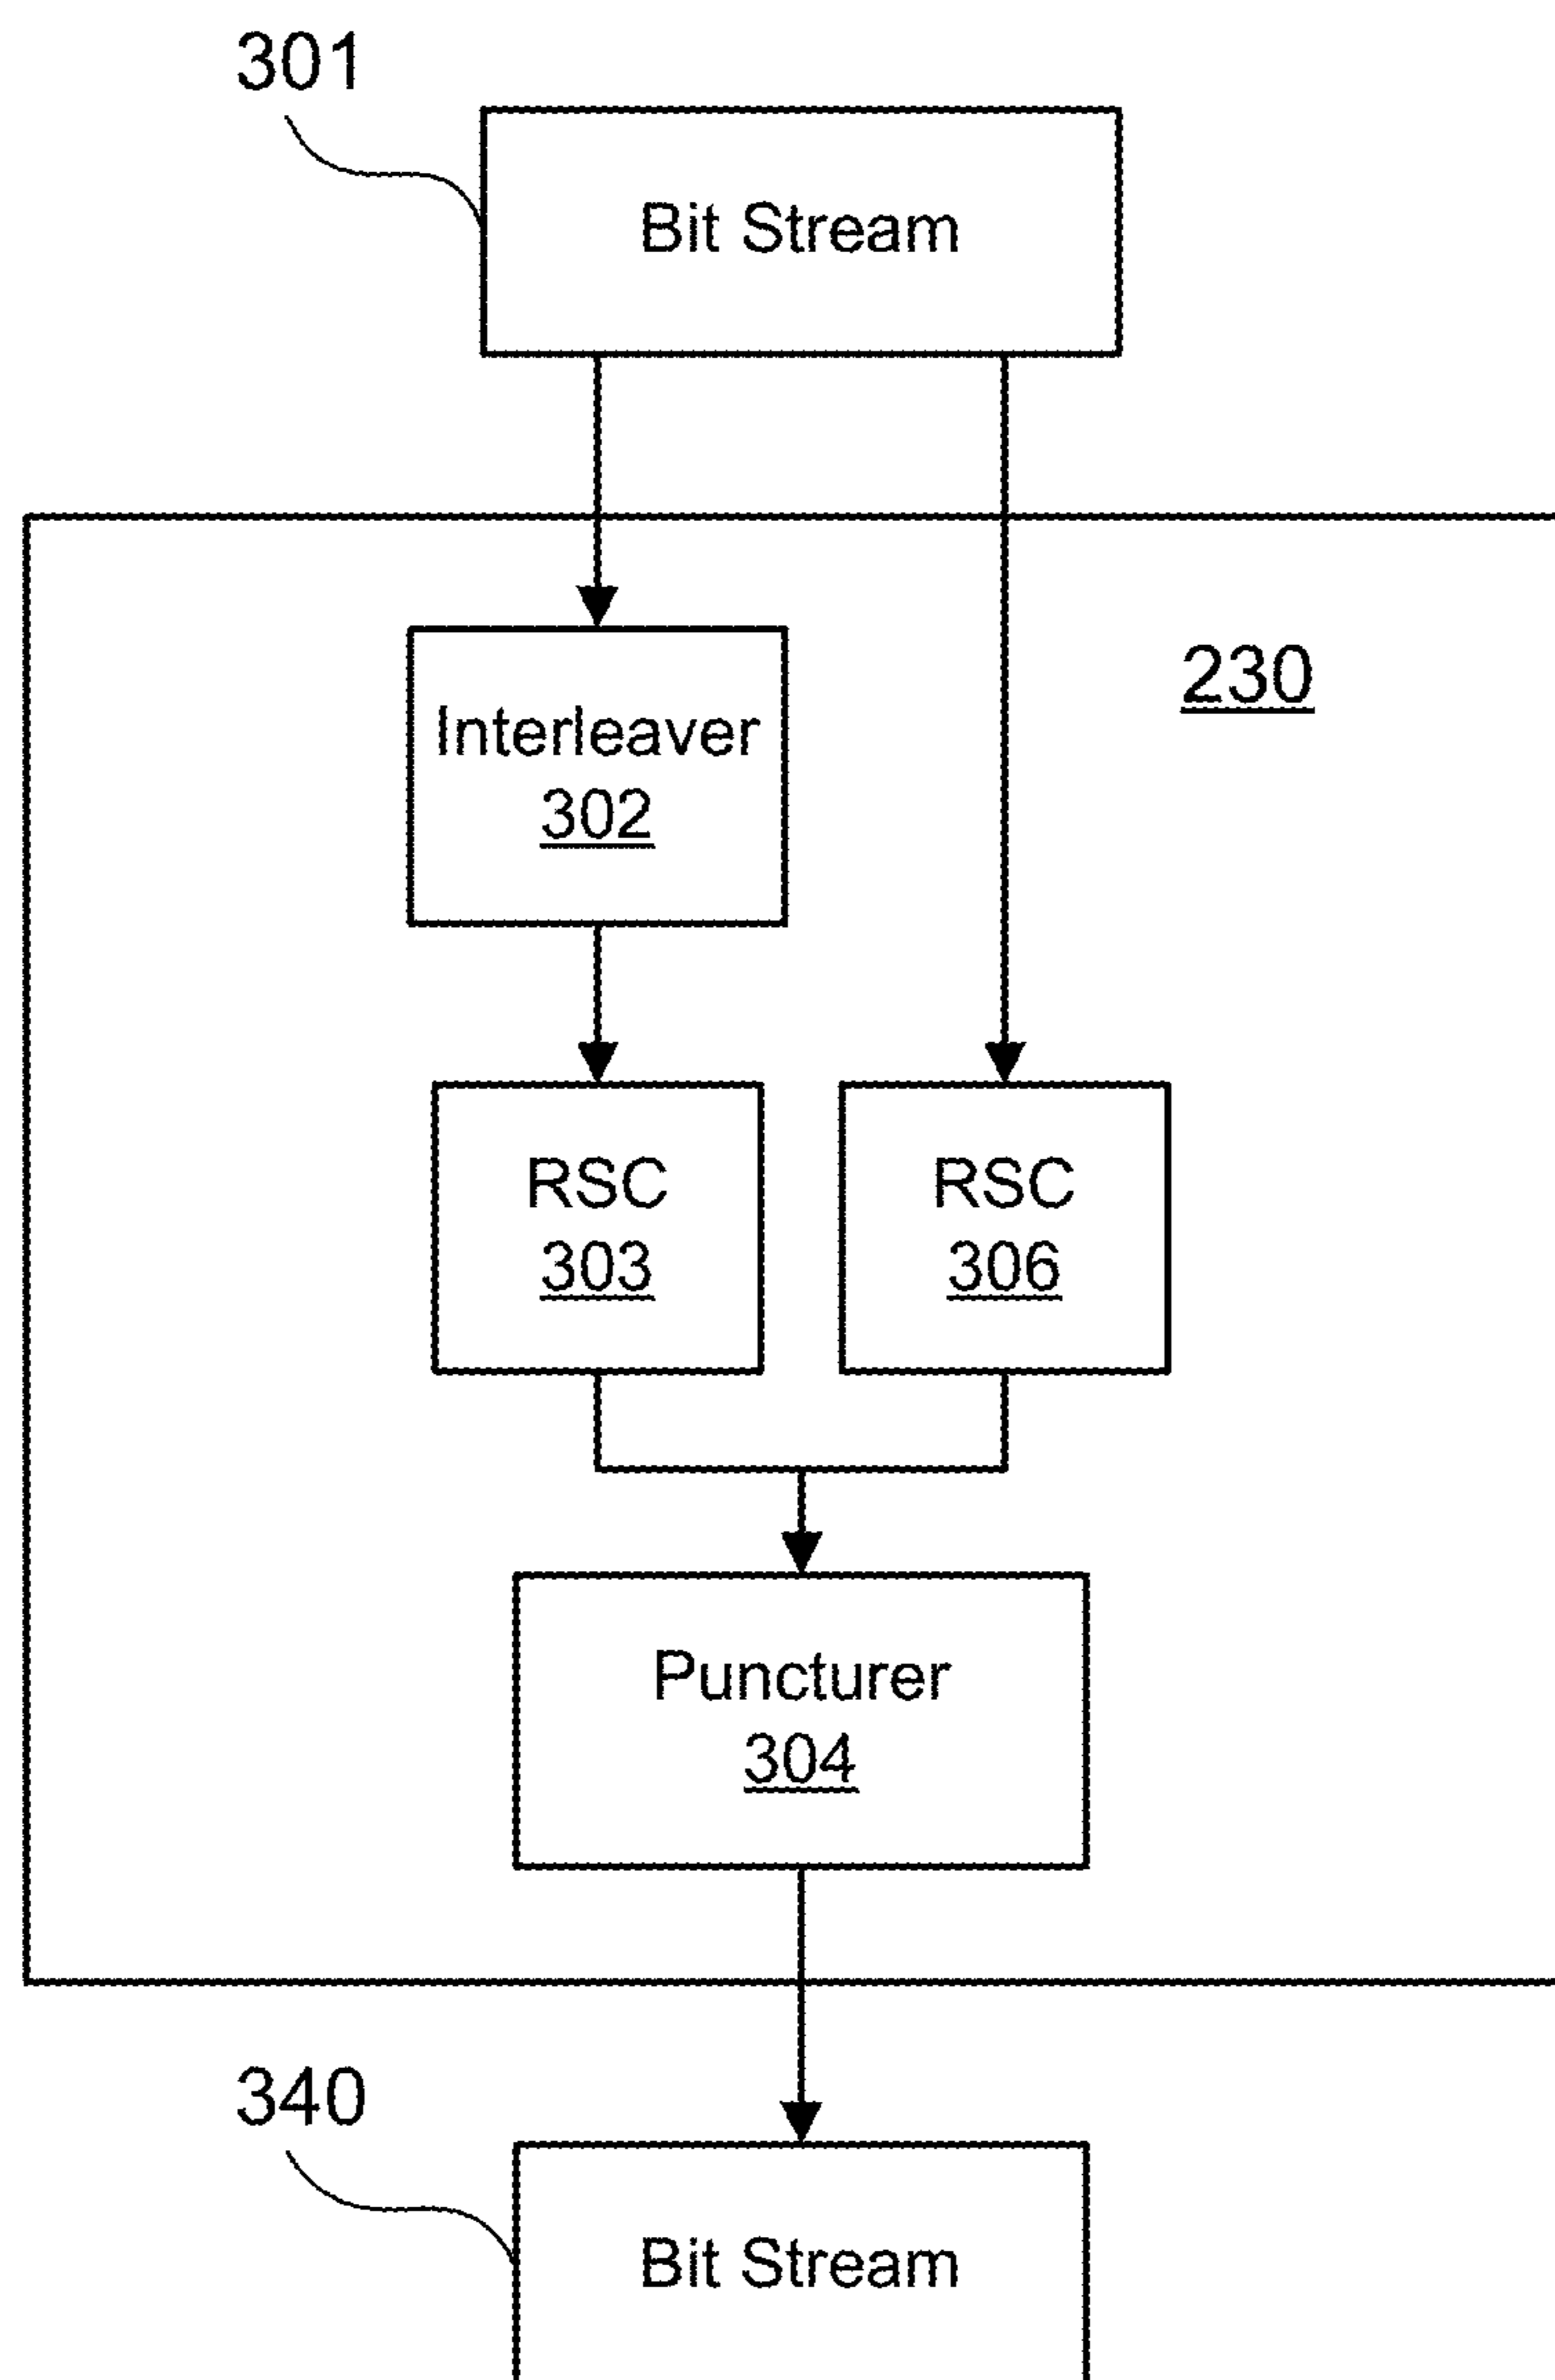 301
Bit Stream
230
Interleaver
302
RSC
303
RSC
306
Puncturer
304
340
Bit Stream